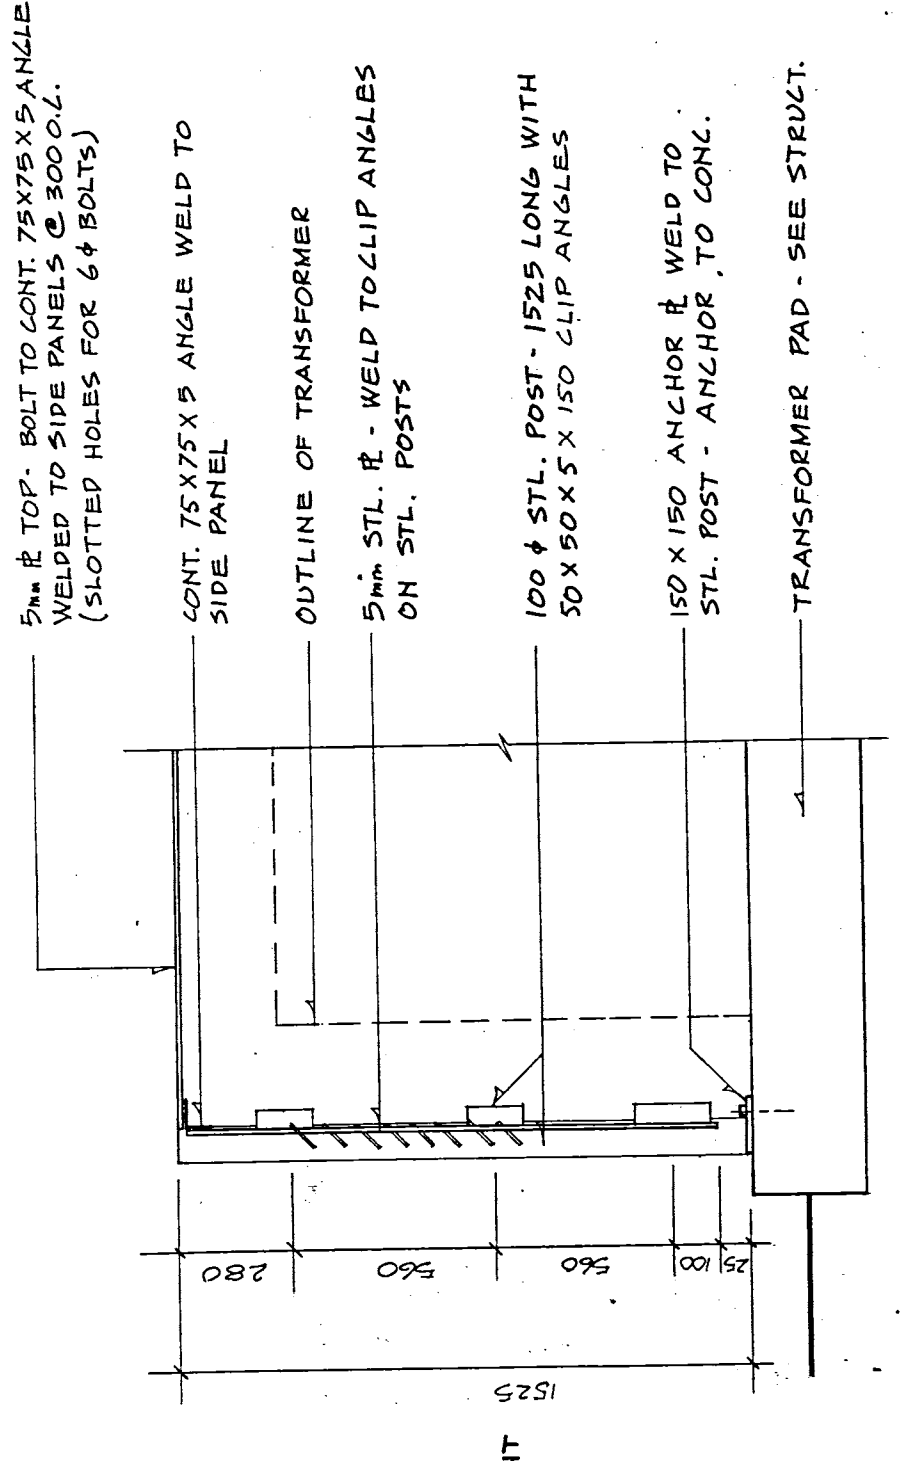 5mm ⅊ TOP - BOLT TO CONT. 75X75X5 ANGLE
WELDED TO SIDE PANELS @ 300 O.C.
(SLOTTED HOLES FOR 6ϕ BOLTS)
CONT. 75X75X5 ANGLE WELD TO
SIDE PANEL
OUTLINE OF TRANSFORMER
5mm STL. ⅊ - WELD TO CLIP ANGLES
ON STL. POSTS
100 ϕ STL. POST - 1525 LONG WITH
50 X 50 X 5 X 150 CLIP ANGLES
150 X 150 ANCHOR ⅊ WELD TO
STL. POST - ANCHOR TO CONC.
TRANSFORMER PAD - SEE STRUCT.
280
560
560
100
25
1525